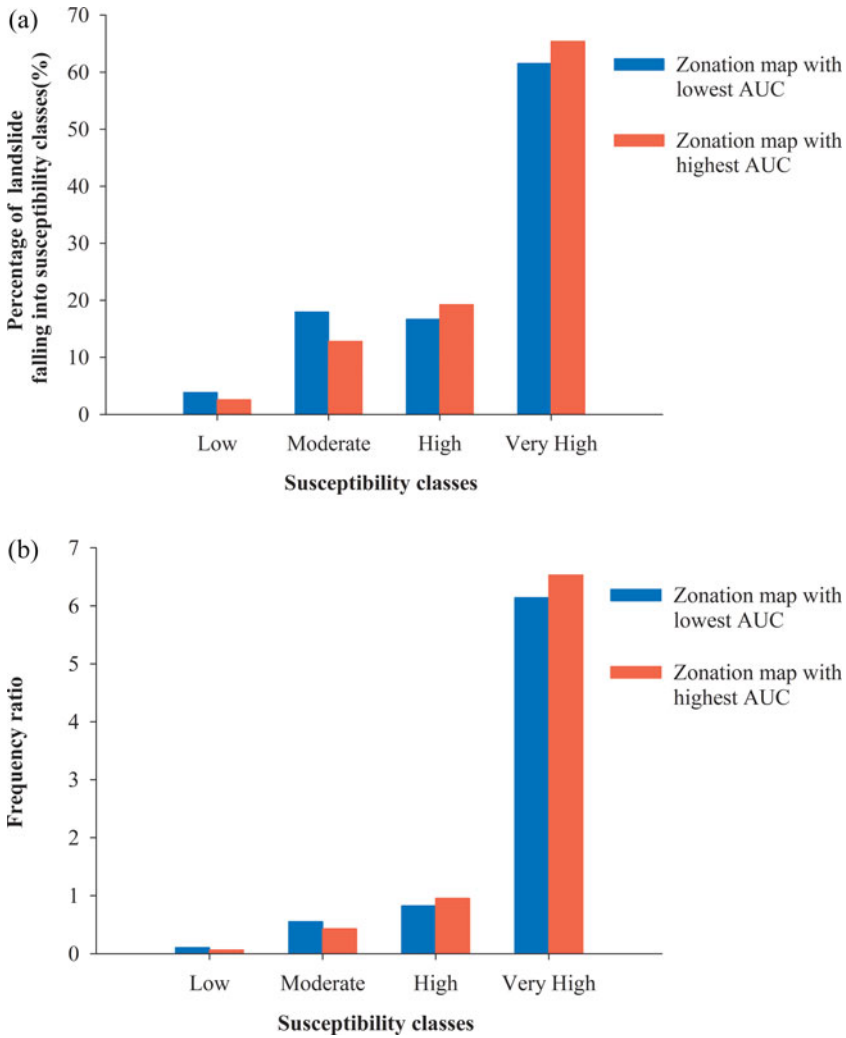 (a)
70
60
50
40
30
20
10
0
Percentage of landslide
falling into susceptibility classes(%)
Low Moderate High Very High
Susceptibility classes
Zonation map with
lowest AUC
Zonation map with
highest AUC
(b)
7
6
5
4
3
2
1
0
Frequency ratio
Low Moderate High Very High
Susceptibility classes
Zonation map with
lowest AUC
Zonation map with
highest AUC